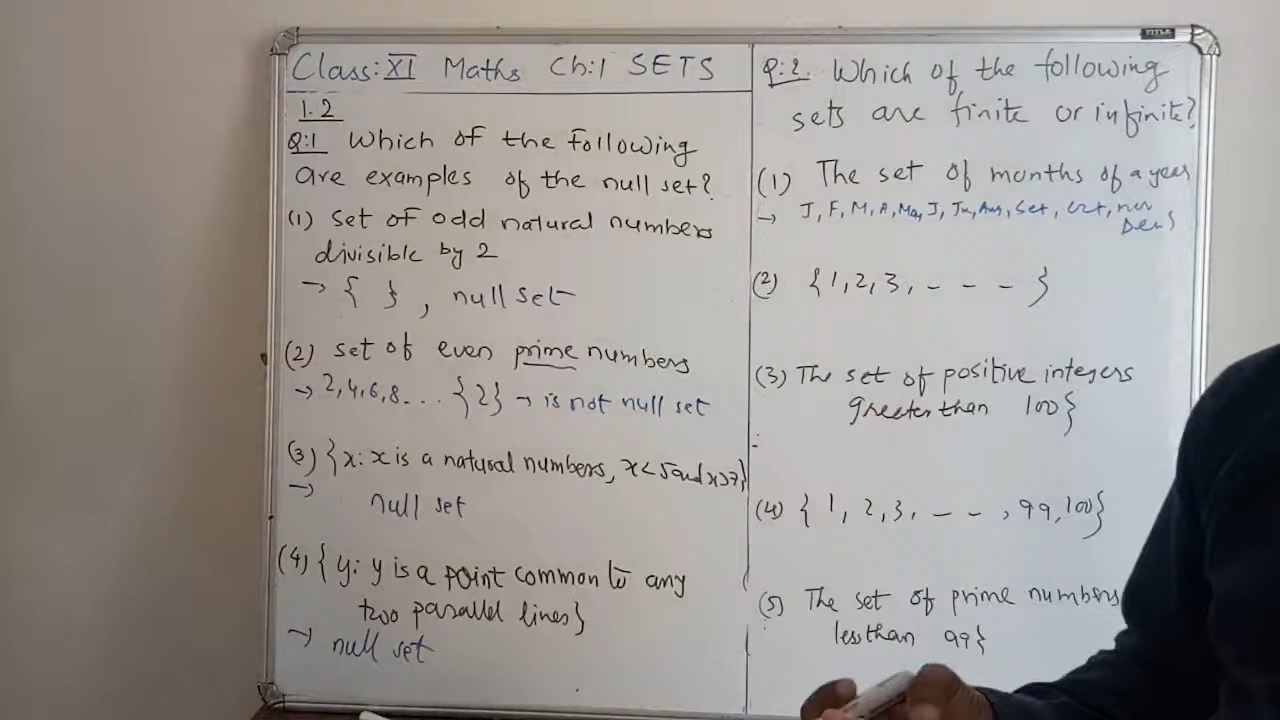 TITLE
Class: XI Maths Ch:1 SETS
1.2
Q:1 Which of the following
are examples of the null set?
(1) set of odd natural numbers
divisible by 2
→ { } , null set
(2) set of even prime numbers
→ 2,4,6,8... {2} → is not null set
(3) {x: x is a natural numbers, x<5 and x>7}
→ null set
(4) {y: y is a point common to any
two parallel lines}
→ null set
Q:2. Which of the following
sets are finite or infinite?
(1) The set of months of a year
→ J, F, M, A, Ma, J, Ju, Aus, Set, Oct, nov
Dec}
(2) {1,2,3, - - - }
(3) The set of positive integers
greater than 100}
(4) {1, 2, 3, - - , 99,100}
(5) The set of prime numbers
less than 99}